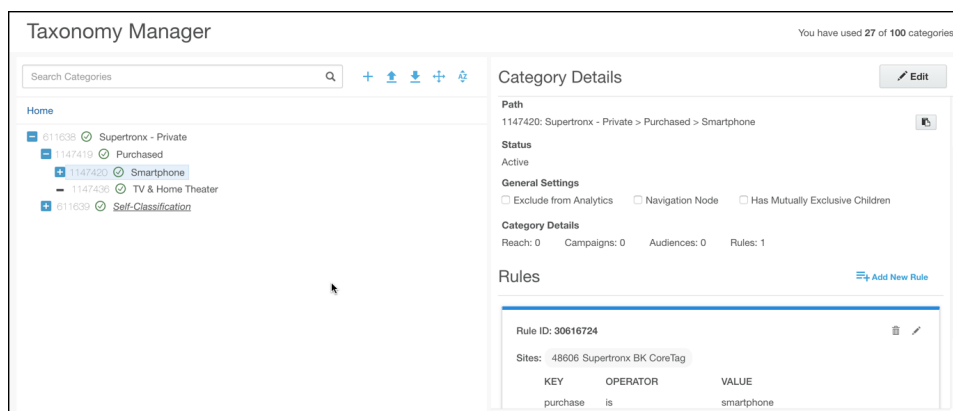 Taxonomy Manager
You have used 27 of 100 categories
Search Categories
Home
611638 Supertronx - Private
1147419 Purchased
1147420 Smartphone
1147436 TV & Home Theater
611639 Self-Classification
Category Details
Edit
Path
1147420: Supertronx - Private > Purchased > Smartphone
Status
Active
General Settings
Exclude from Analytics Navigation Node Has Mutually Exclusive Children
Category Details
Reach: 0 Campaigns: 0 Audiences: 0 Rules: 1
Rules
Add New Rule
Rule ID: 30616724
Sites: 48606 Supertronx BK CoreTag
KEY OPERATOR VALUE
purchase is smartphone